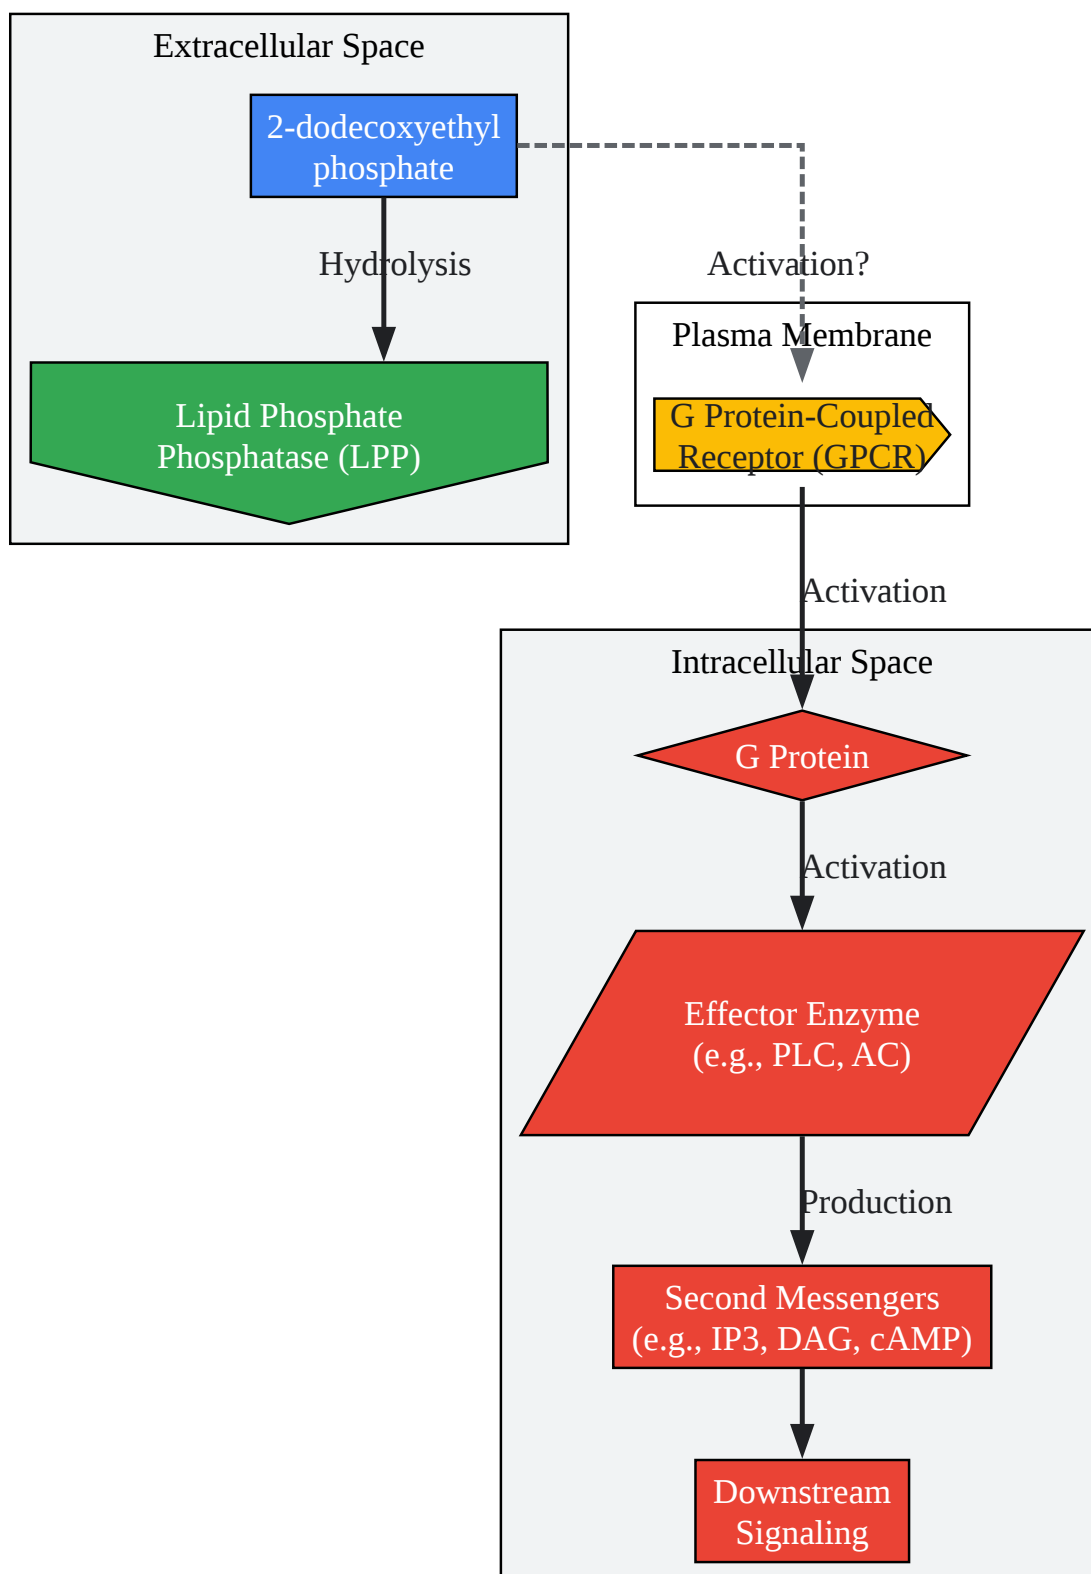 Extracellular Space
2-dodecoxyethyl
phosphate
Hydrolysis
Activation?
Lipid Phosphate
Phosphatase (LPP)
Plasma Membrane
G Protein-Coupled
Receptor (GPCR)
Activation
Intracellular Space
G Protein
Activation
Effector Enzyme
(e.g., PLC, AC)
Production
Second Messengers
(e.g., IP3, DAG, cAMP)
Downstream
Signaling